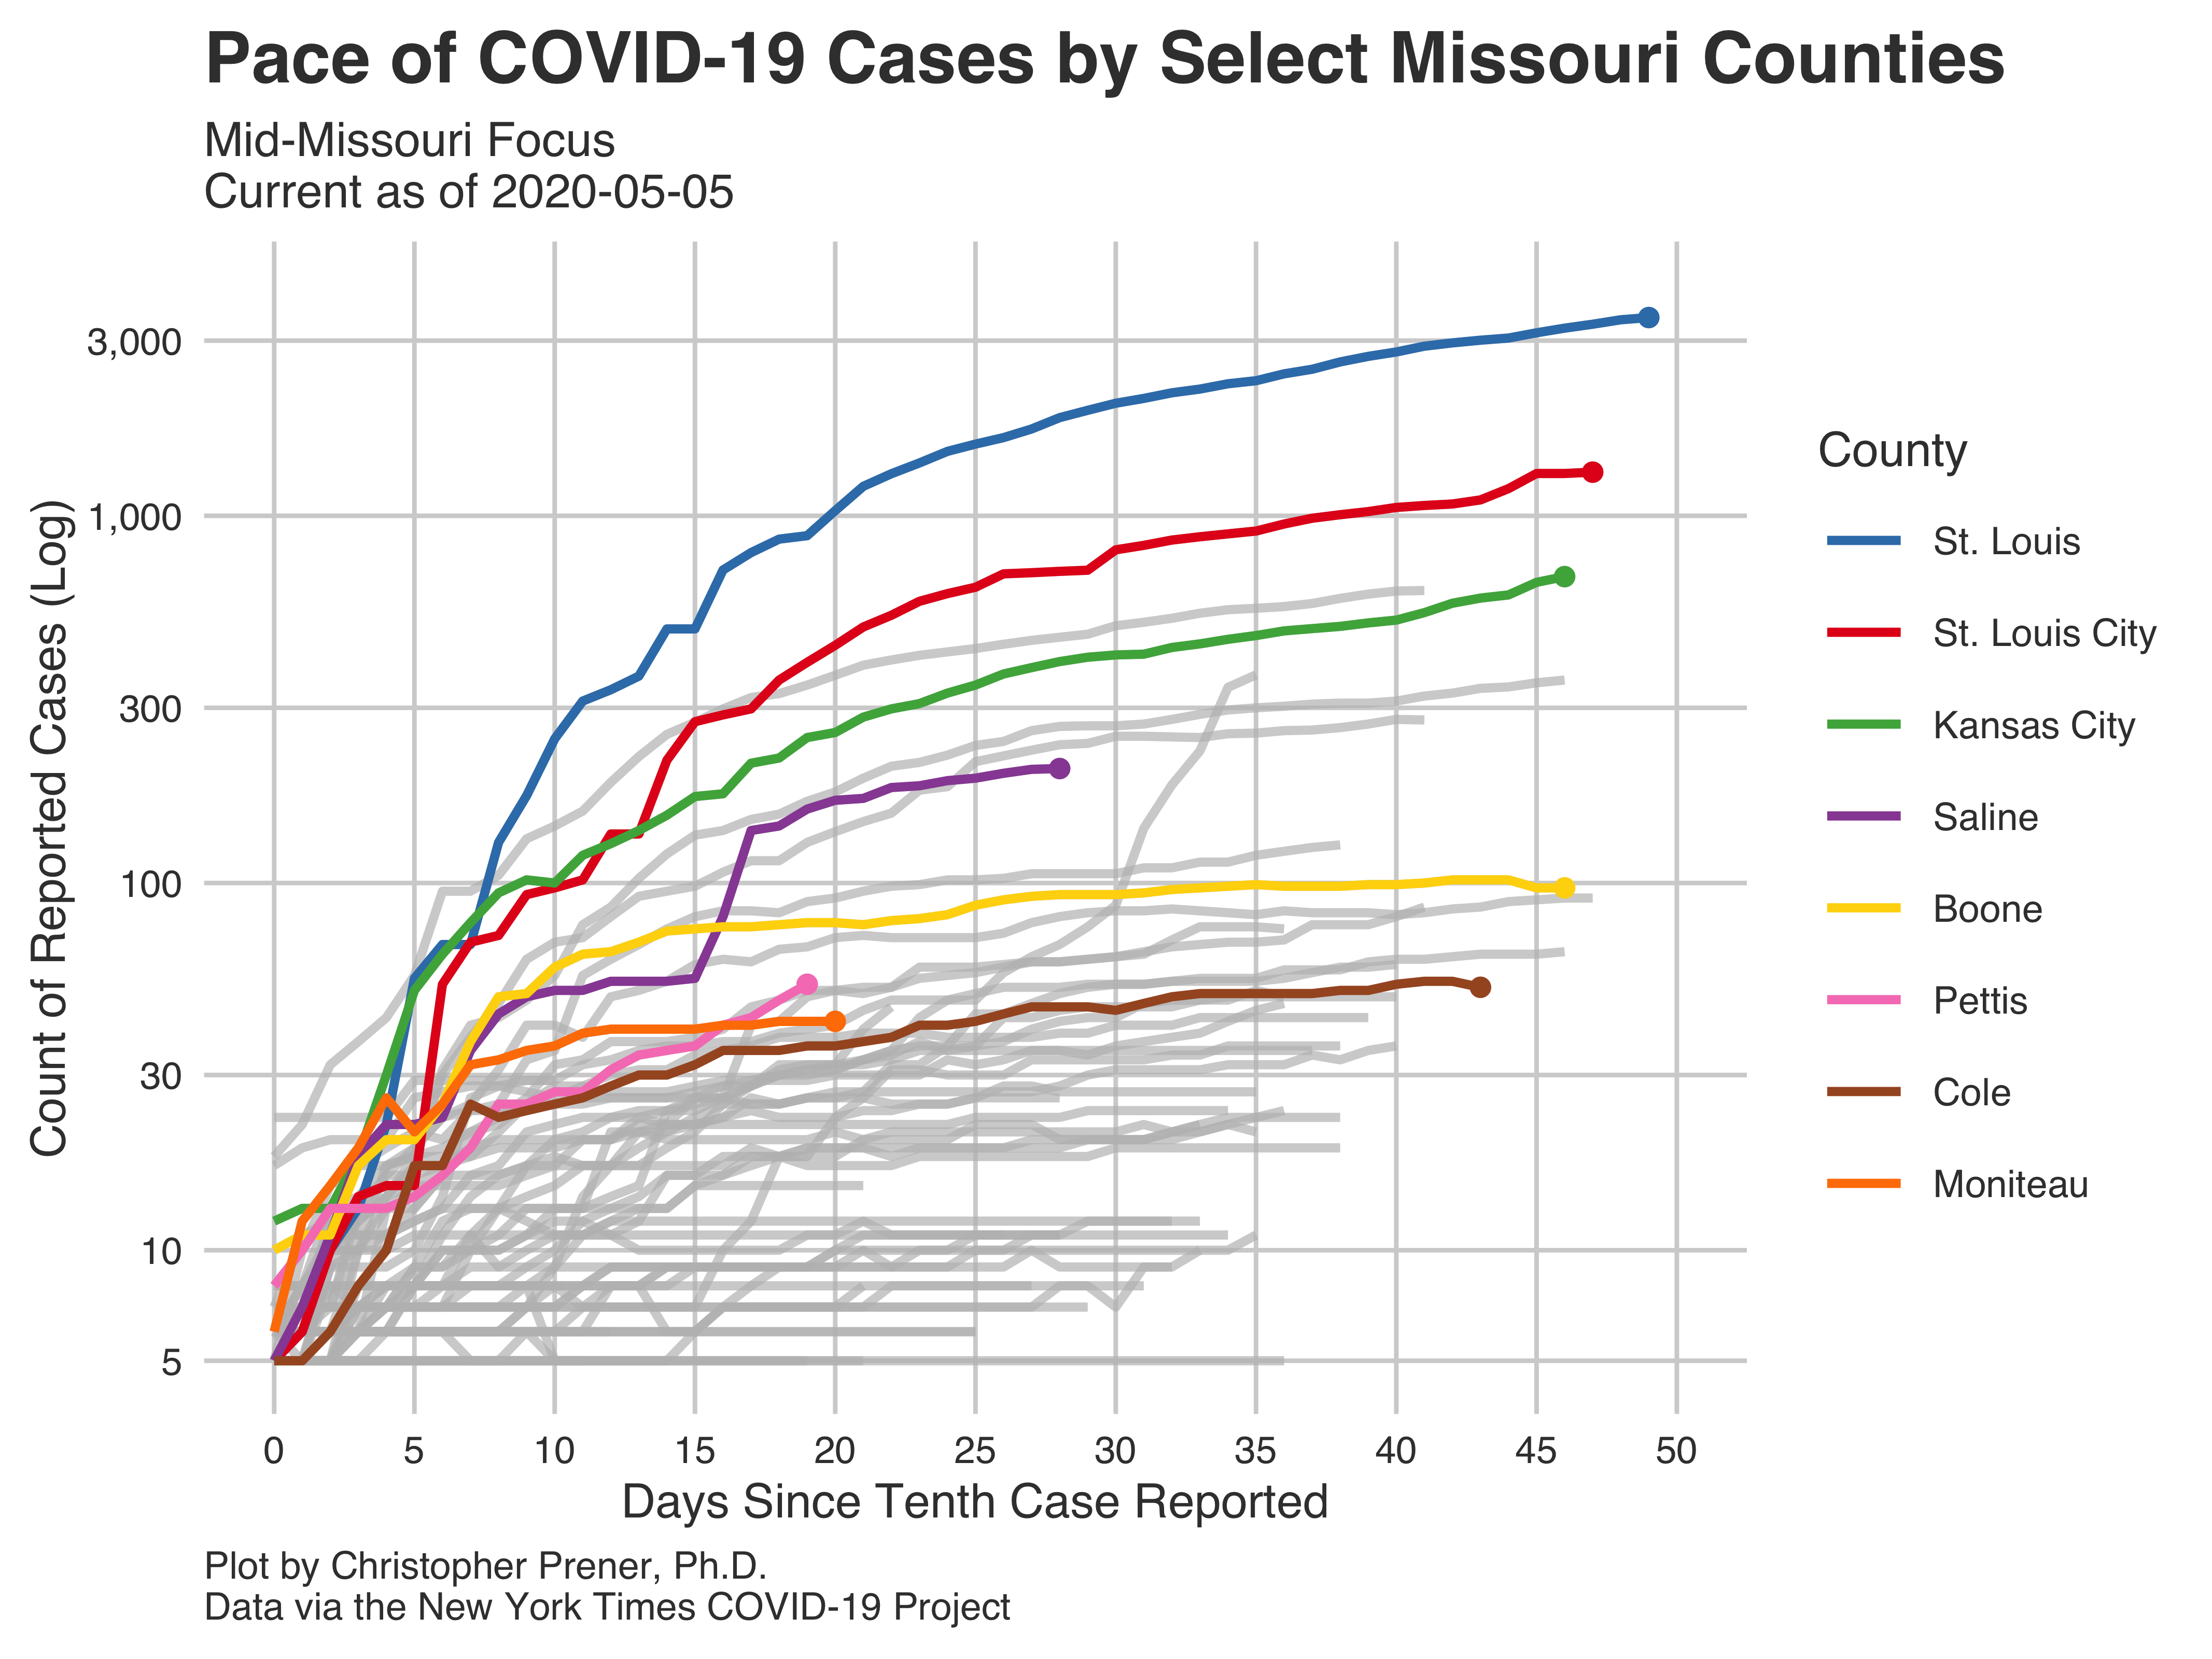 Pace of COVID-19 Cases by Select Missouri Counties
Mid-Missouri Focus
Current as of 2020-05-05
Count of Reported Cases (Log)
3,000
1,000
300
100
30
10
5
0 5 10 15 20 25 30 35 40 45 50
Days Since Tenth Case Reported
County
St. Louis
St. Louis City
Kansas City
Saline
Boone
Pettis
Cole
Moniteau
Plot by Christopher Prener, Ph.D.
Data via the New York Times COVID-19 Project